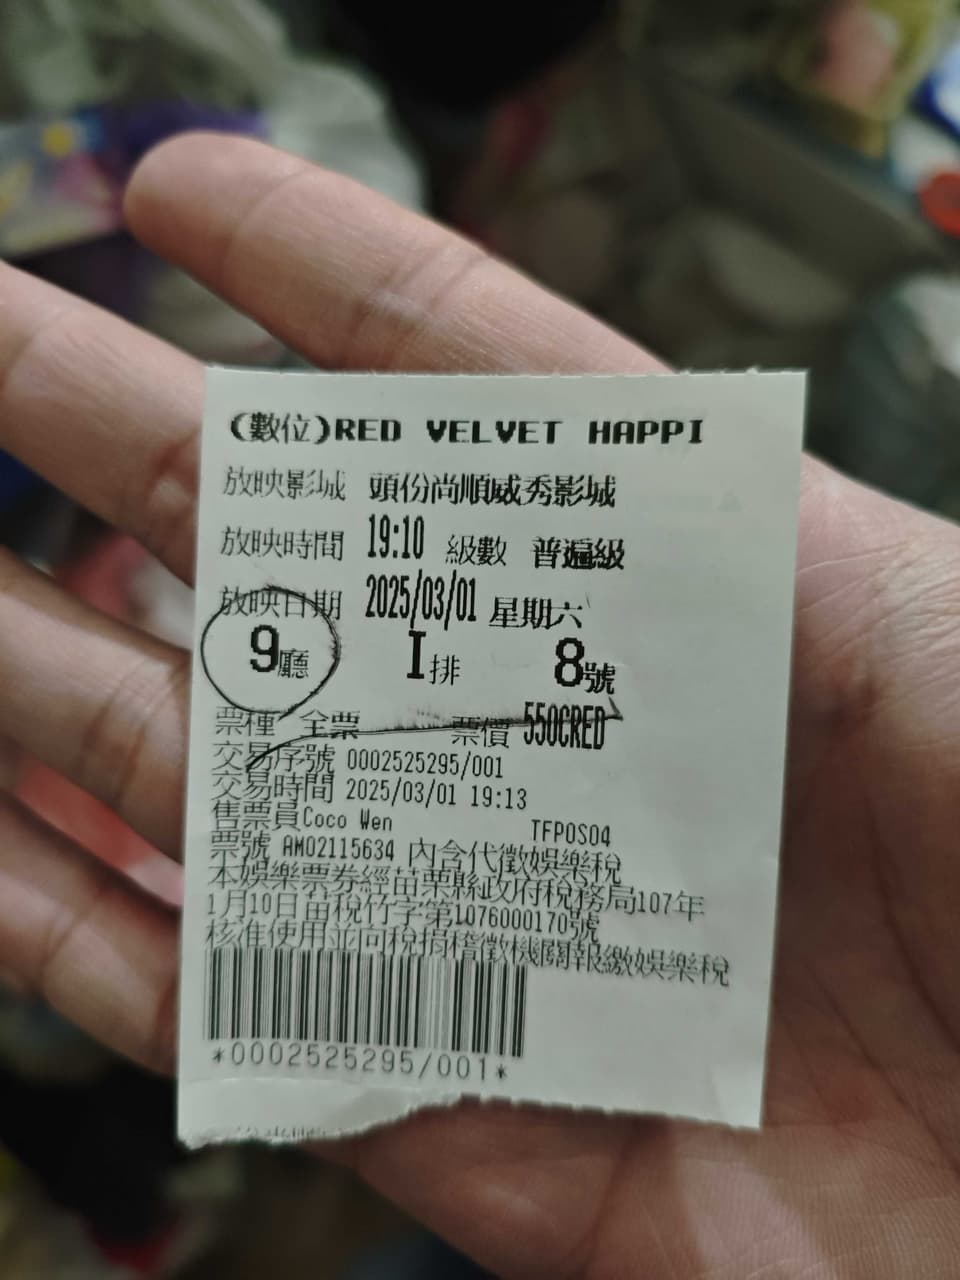 (數位)RED VELVET HAPPI
放映影城 頭份尚順威秀影城
放映時間 19:10 級數 普遍級
放映日期 2025/03/01 星期六
9廳 I排 8號
票種 全票 票價 550CRED
交易序號 0002525295/001
交易時間 2025/03/01 19:13
售票員Coco Wen TFPOS04
票號 AM02115634 內含代徵娛樂稅
本娛樂票券經苗栗縣政府稅務局107年
1月10日苗稅竹字第1076000170號
核准使用並向稅捐稽徵機關報繳娛樂稅
*0002525295/001*